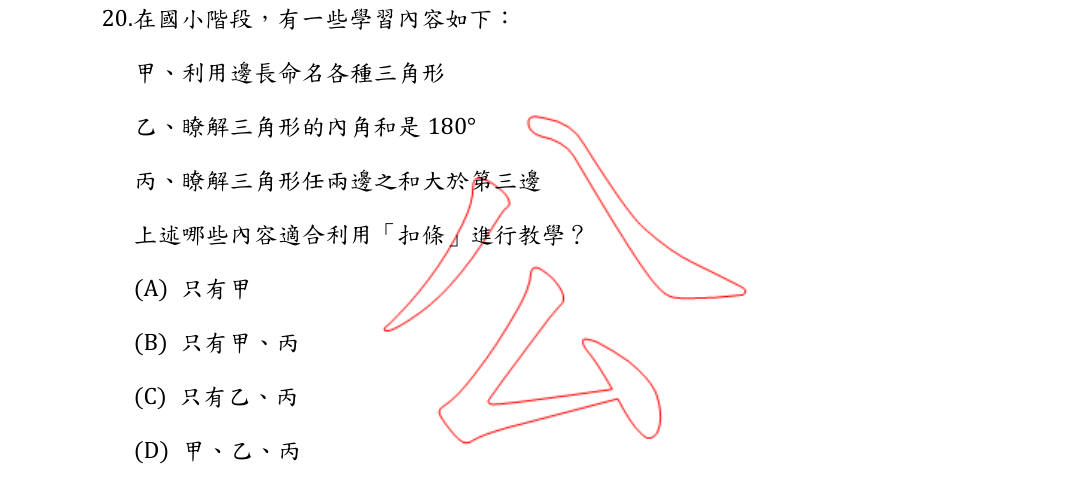 20.在國小階段，有一些學習內容如下：
甲、利用邊長命名各種三角形
乙、瞭解三角形的內角和是 180°
丙、瞭解三角形任兩邊之和大於第三邊
上述哪些內容適合利用「扣條」進行教學？
(A) 只有甲
(B) 只有甲、丙
(C) 只有乙、丙
(D) 甲、乙、丙
公